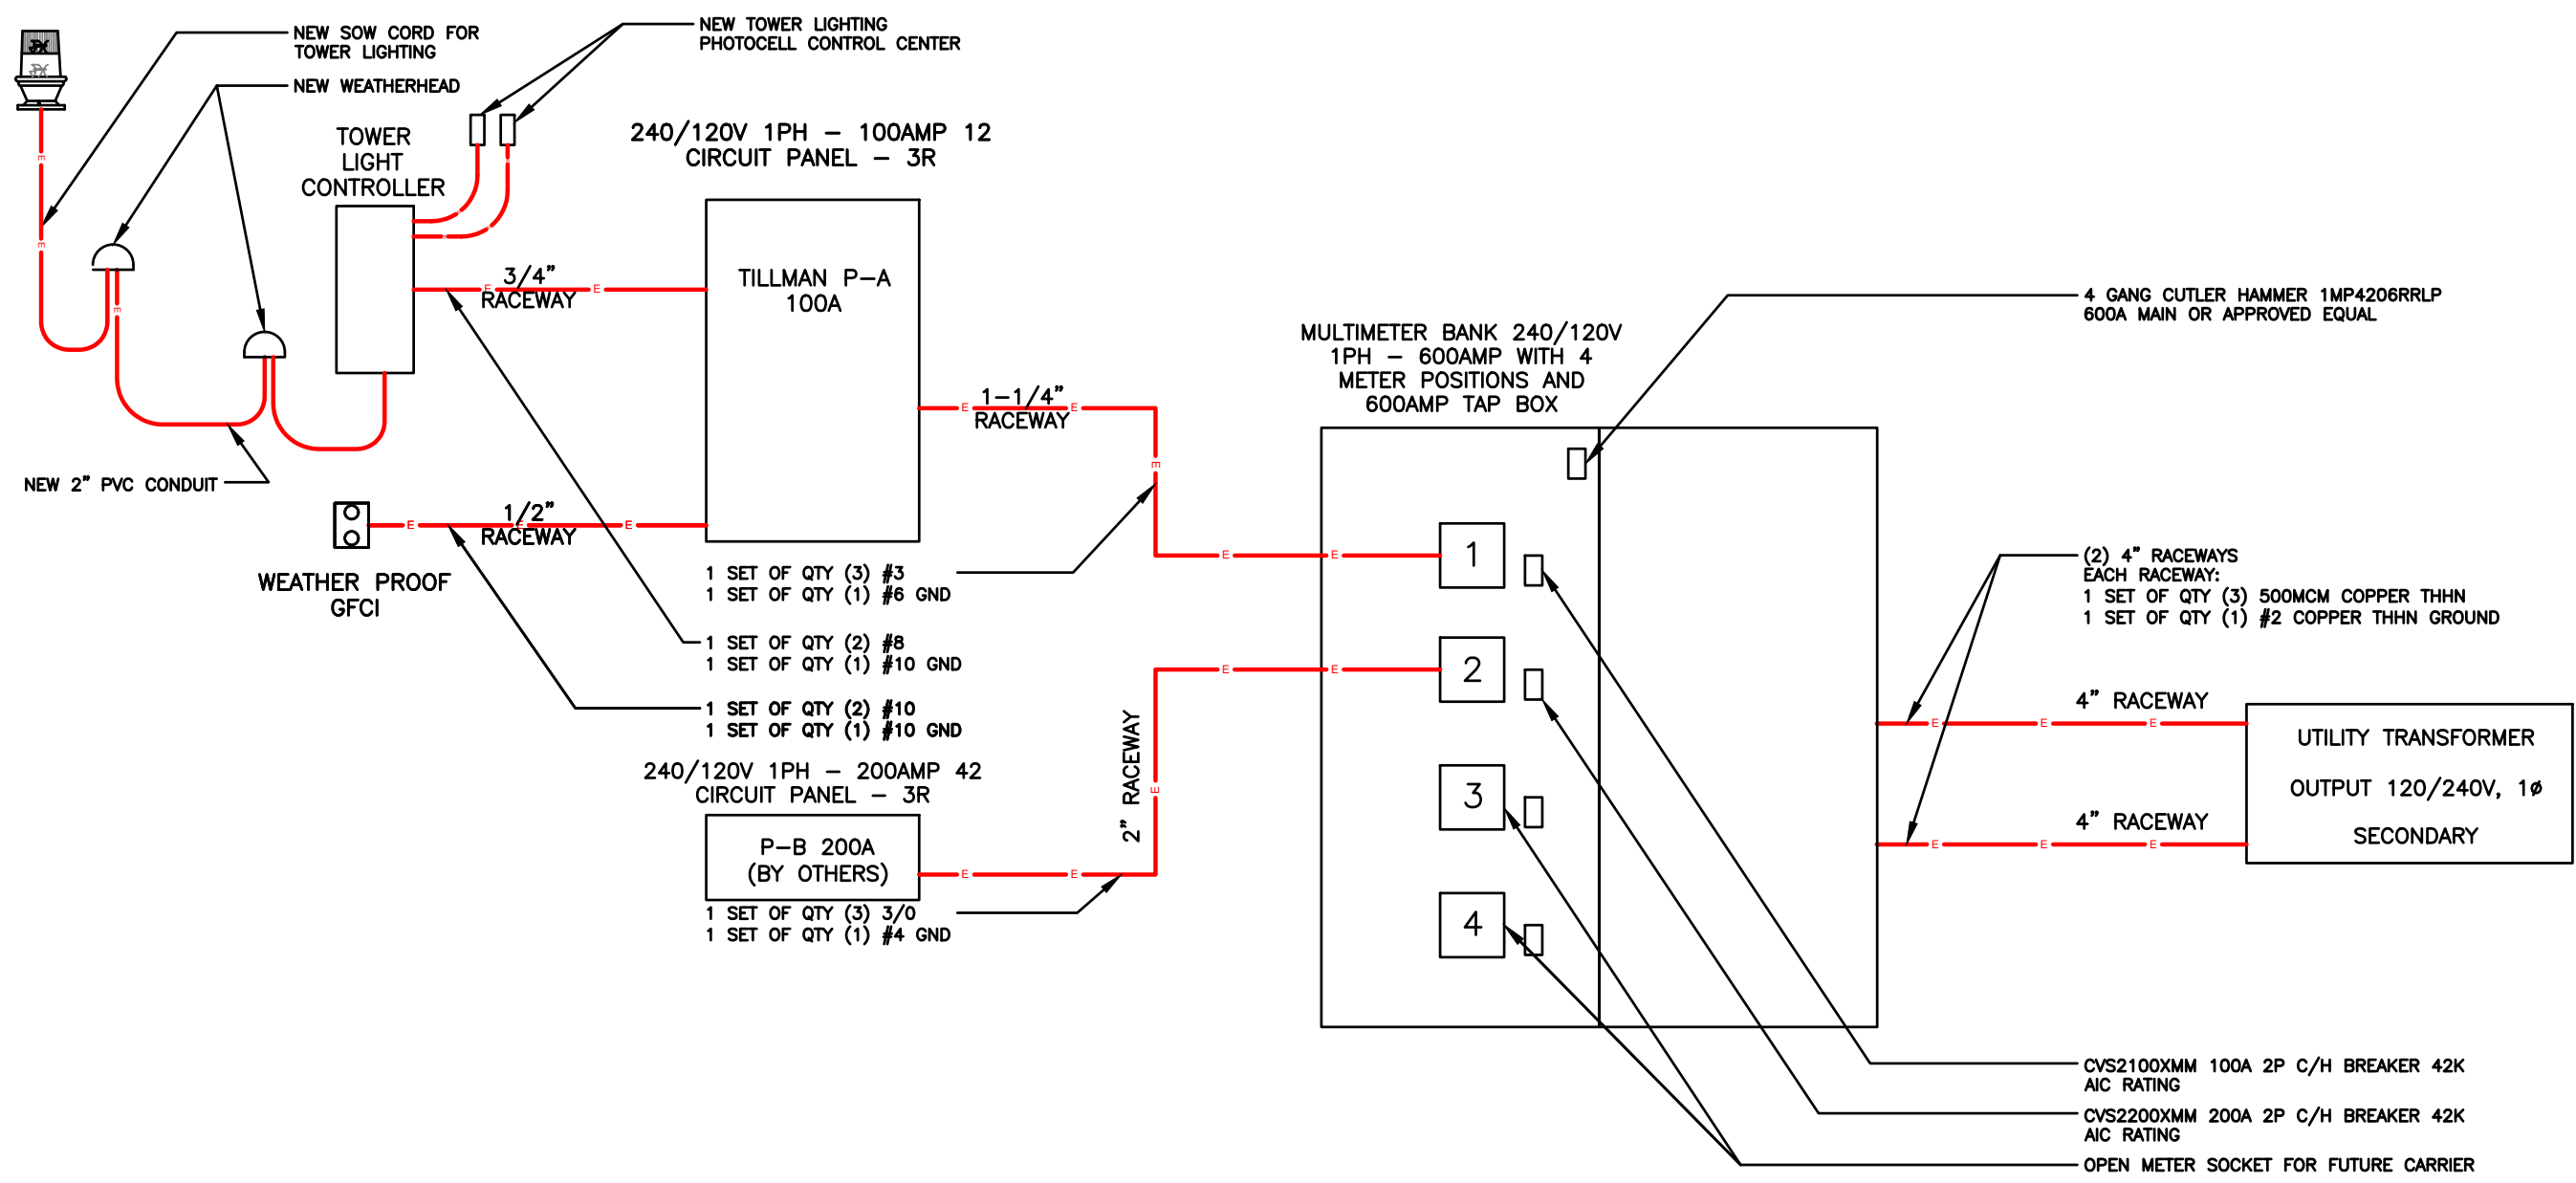 NEW SOW CORD FOR
TOWER LIGHTING
NEW WEATHERHEAD
NEW TOWER LIGHTING
PHOTOCELL CONTROL CENTER
TOWER
LIGHT
CONTROLLER
240/120V 1PH - 100AMP 12
CIRCUIT PANEL - 3R
TILLMAN P-A
100A
3/4"
RACEWAY
1-1/4"
RACEWAY
NEW 2" PVC CONDUIT
1/2"
RACEWAY
WEATHER PROOF
GFCI
1 SET OF QTY (3) #3
1 SET OF QTY (1) #6 GND
1 SET OF QTY (2) #8
1 SET OF QTY (1) #10 GND
1 SET OF QTY (2) #10
1 SET OF QTY (1) #10 GND
240/120V 1PH - 200AMP 42
CIRCUIT PANEL - 3R
P-B 200A
(BY OTHERS)
1 SET OF QTY (3) 3/0
1 SET OF QTY (1) #4 GND
2" RACEWAY
MULTIMETER BANK 240/120V
1PH - 600AMP WITH 4
METER POSITIONS AND
600AMP TAP BOX
1
2
3
4
4 GANG CUTLER HAMMER 1MP4206RRLP
600A MAIN OR APPROVED EQUAL
(2) 4" RACEWAYS
EACH RACEWAY:
1 SET OF QTY (3) 500MCM COPPER THHN
1 SET OF QTY (1) #2 COPPER THHN GROUND
4" RACEWAY
4" RACEWAY
UTILITY TRANSFORMER
OUTPUT 120/240V, 1ø
SECONDARY
CVS2100XMM 100A 2P C/H BREAKER 42K
AIC RATING
CVS2200XMM 200A 2P C/H BREAKER 42K
AIC RATING
OPEN METER SOCKET FOR FUTURE CARRIER